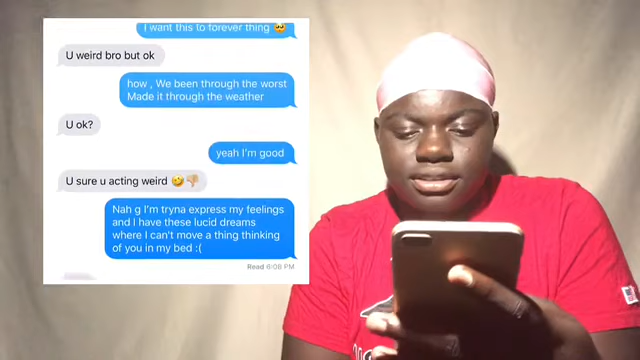 I want this to forever thing 🥺
U weird bro but ok
how , We been through the worst
Made it through the weather
U ok?
yeah I'm good
U sure u acting weird 🤣👎🏼
Nah g I'm tryna express my feelings
and I have these lucid dreams
where I can't move a thing thinking
of you in my bed :(
Read 6:08 PM